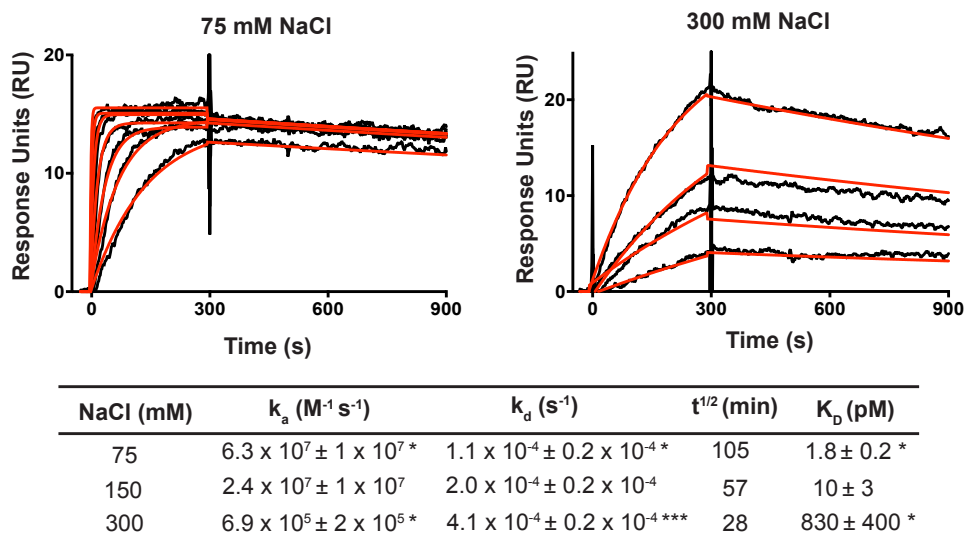 75 mM NaCl
Response Units (RU)
20
10
0
0 300 600 900
Time (s)
300 mM NaCl
Response Units (RU)
20
10
0
0 300 600 900
Time (s)
NaCl (mM) kₐ (M⁻¹ s⁻¹) k_d (s⁻¹) t¹/² (min) K_D (pM)
75 6.3 x 10⁷ ± 1 x 10⁷ * 1.1 x 10⁻⁴ ± 0.2 x 10⁻⁴ * 105 1.8 ± 0.2 *
150 2.4 x 10⁷ ± 1 x 10⁷ 2.0 x 10⁻⁴ ± 0.2 x 10⁻⁴ 57 10 ± 3
300 6.9 x 10⁵ ± 2 x 10⁵ * 4.1 x 10⁻⁴ ± 0.2 x 10⁻⁴ *** 28 830 ± 400 *